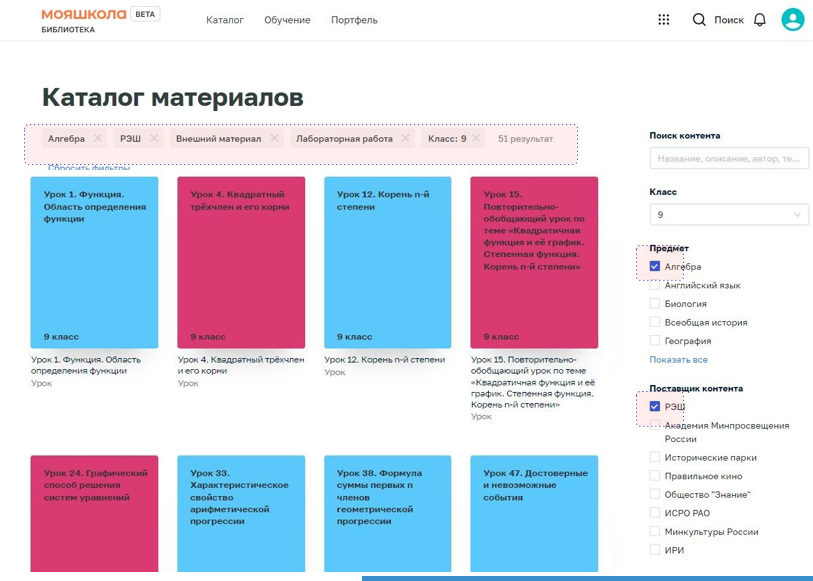 МОЯШКОЛА BETA
БИБЛИОТЕКА
Каталог Обучение Портфель
Поиск
Каталог материалов
Алгебра РЭШ Внешний материал Лабораторная работа Класс: 9 51 результат
Сбросить фильтры
Урок 1. Функция.
Область определения
функции
9 класс
Урок 1. Функция. Область
определения функции
Урок
Урок 4. Квадратный
трёхчлен и его корни
9 класс
Урок 4. Квадратный трёхчлен
и его корни
Урок
Урок 12. Корень n-й
степени
9 класс
Урок 12. Корень n-й степени
Урок
Урок 15.
Повторительно-
обобщающий урок по
теме «Квадратичная
функция и её график.
Степенная функция.
Корень n-й степени»
9 класс
Урок 15. Повторительно-
обобщающий урок по теме
«Квадратичная функция и её
график. Степенная функция.
Корень n-й степени»
Урок
Урок 24. Графический
способ решения
систем уравнений
Урок 33.
Характеристическое
свойство
арифметической
прогрессии
Урок 38. Формула
суммы первых n
членов
геометрической
прогрессии
Урок 47. Достоверные
и невозможные
события
Поиск контента
Название, описание, автор, те...
Класс
9
Предмет
Алгебра
Английский язык
Биология
Всеобщая история
География
Показать все
Поставщик контента
РЭШ
Академия Минпросвещения
России
Исторические парки
Правильное кино
Общество "Знание"
ИСРО РАО
Минкультуры России
ИРИ